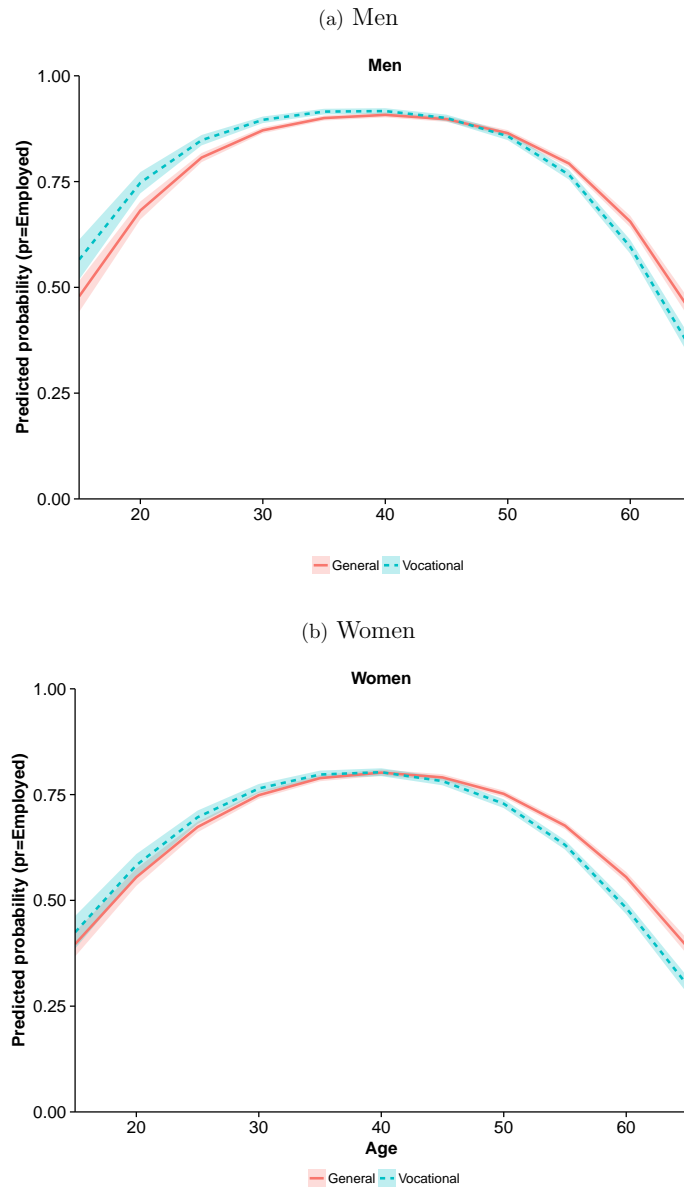 (a) Men
Men
Predicted probability (pr=Employed)
1.00
0.75
0.50
0.25
0.00
20 30 40 50 60
General Vocational
(b) Women
Women
Predicted probability (pr=Employed)
1.00
0.75
0.50
0.25
0.00
20 30 40 50 60
Age
General Vocational